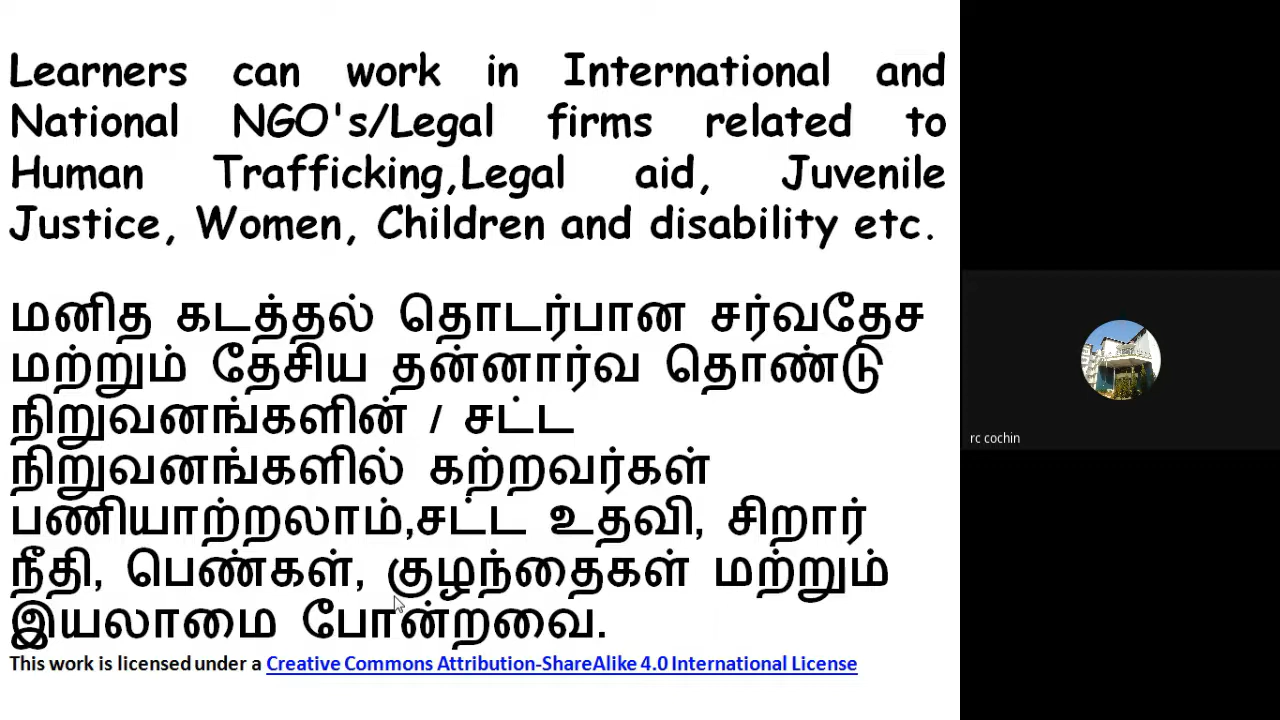 Learners can work in International and
National NGO's/Legal firms related to
Human Trafficking,Legal aid, Juvenile
Justice, Women, Children and disability etc.
மனித கடத்தல் தொடர்பான சர்வதேச
மற்றும் தேசிய தன்னார்வ தொண்டு
நிறுவனங்களின் / சட்ட
நிறுவனங்களில் கற்றவர்கள்
பணியாற்றலாம்,சட்ட உதவி, சிறார்
நீதி, பெண்கள், குழந்தைகள் மற்றும்
இயலாமை போன்றவை.
This work is licensed under a Creative Commons Attribution-ShareAlike 4.0 International License
rc cochin